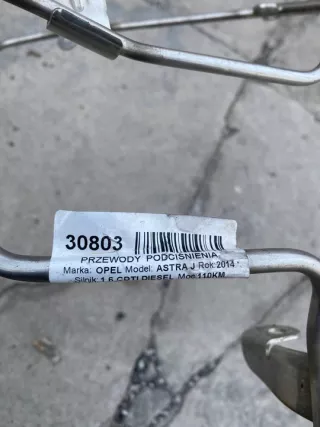 30803
PRZEWODY PODCIŚNIENIA
Marka: OPEL Model: ASTRA J Rok:2014
Silnik 1.6 CDTI DIESEL Moc 110KM